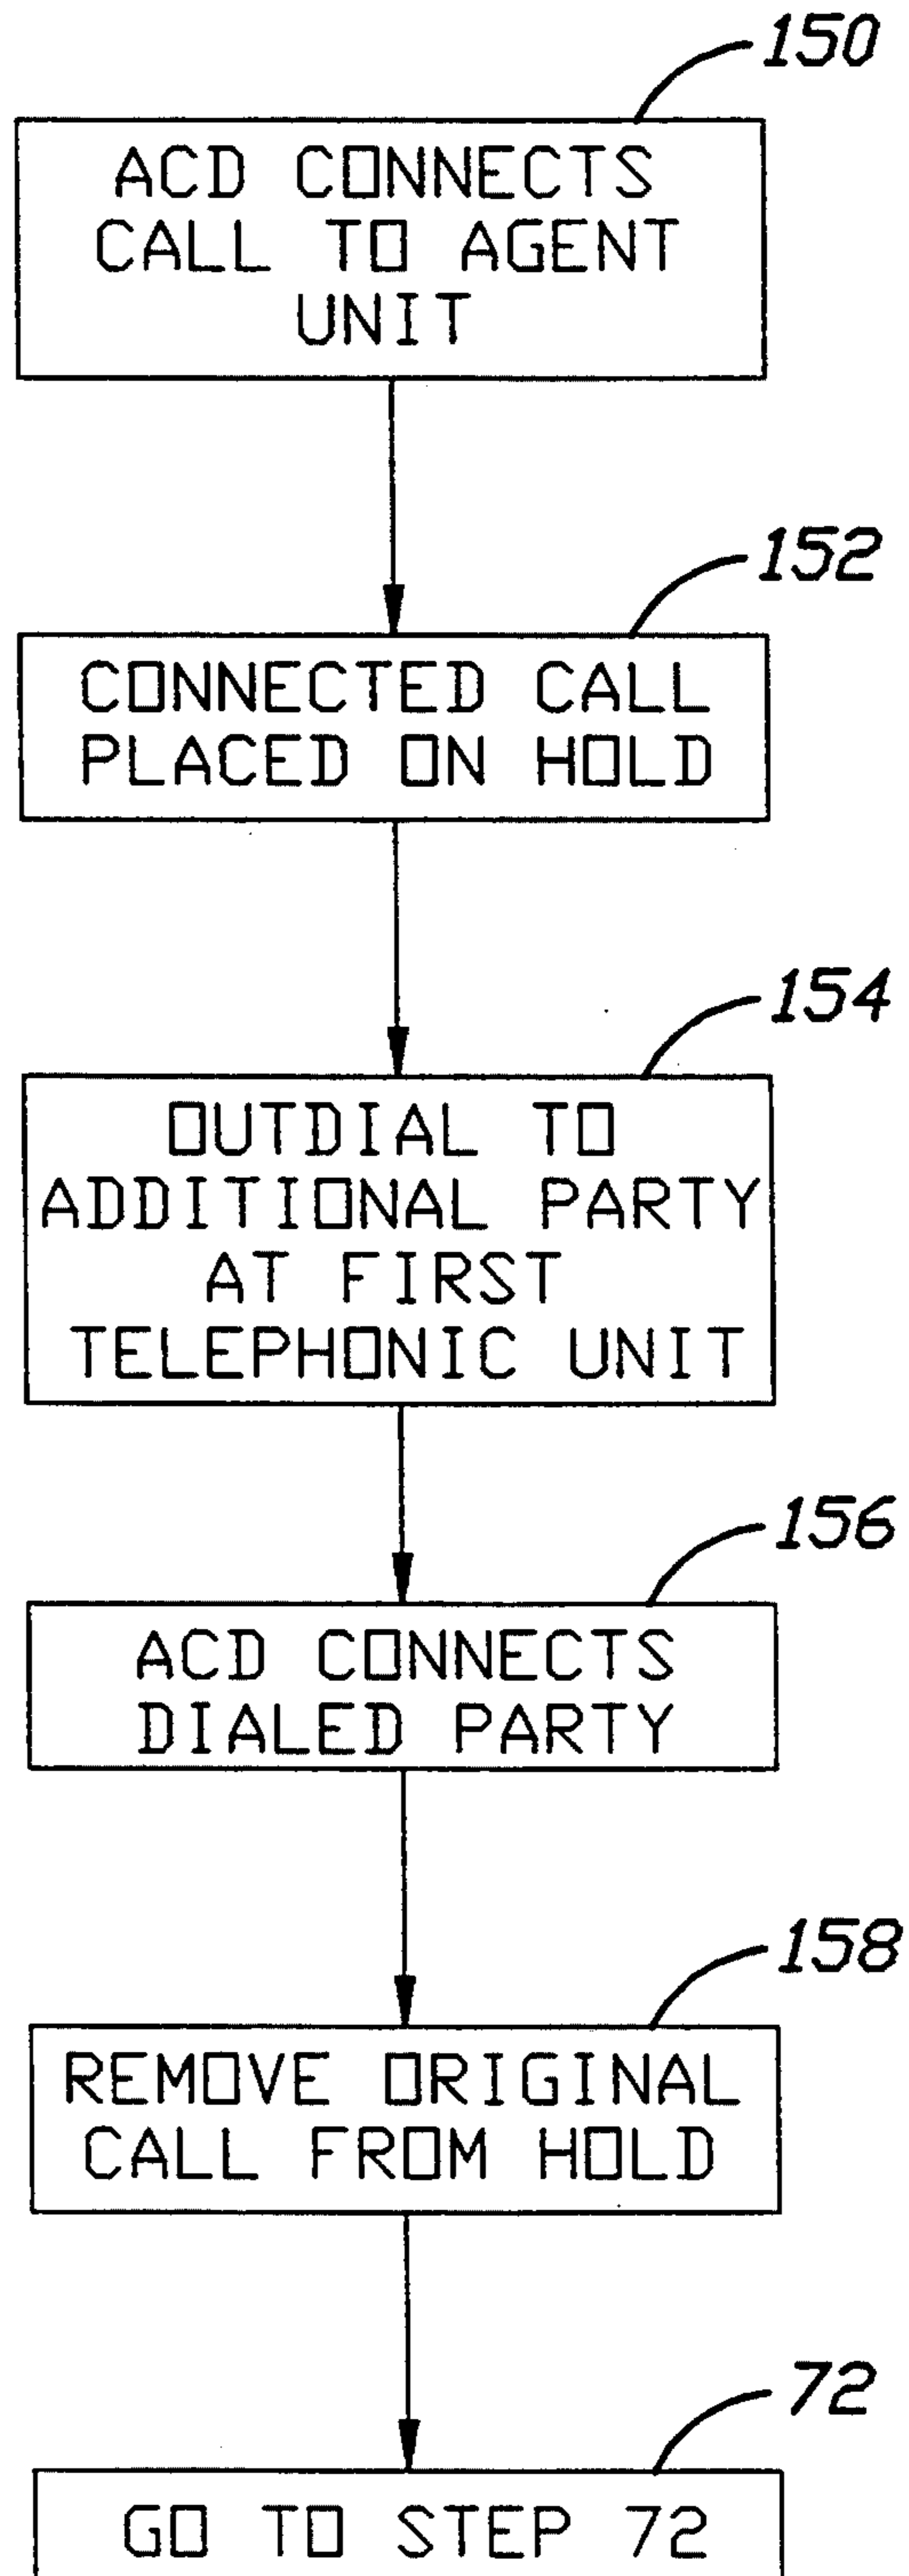 150
ACD CONNECTS
CALL TO AGENT
UNIT
152
CONNECTED CALL
PLACED ON HOLD
154
OUTDIAL TO
ADDITIONAL PARTY
AT FIRST
TELEPHONIC UNIT
156
ACD CONNECTS
DIALED PARTY
158
REMOVE ORIGINAL
CALL FROM HOLD
72
GO TO STEP 72